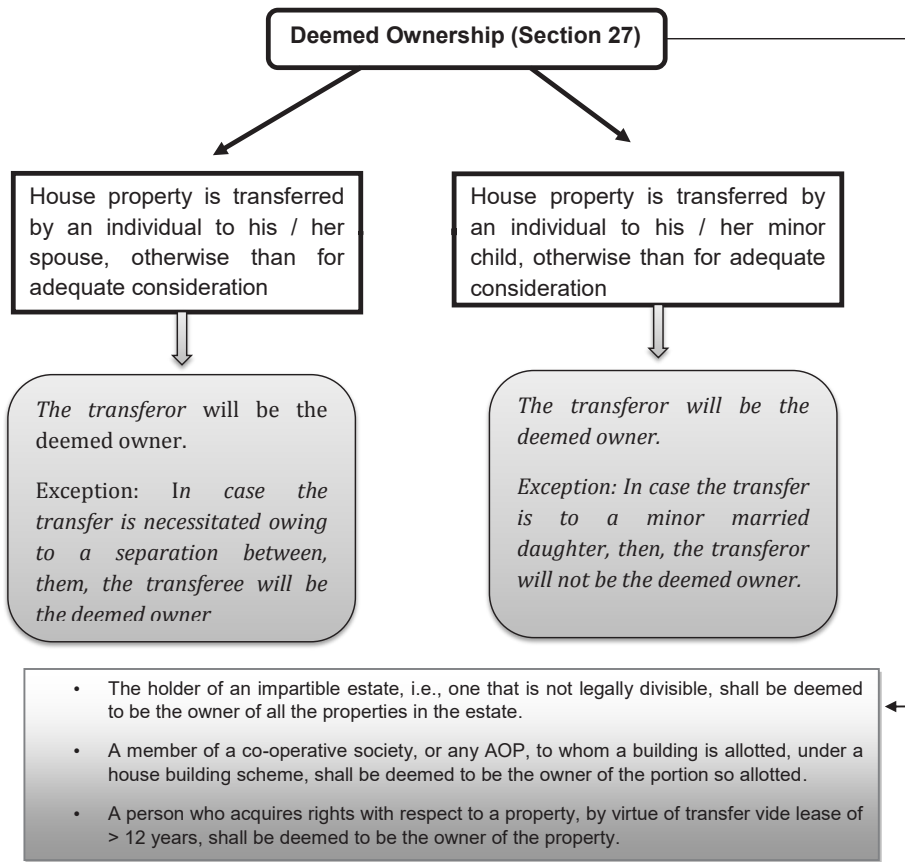 Deemed Ownership (Section 27)
House property is transferred
by an individual to his / her
spouse, otherwise than for
adequate consideration
House property is transferred by
an individual to his / her minor
child, otherwise than for adequate
consideration
The transferor will be the
deemed owner.
Exception: In case the
transfer is necessitated owing
to a separation between,
them, the transferee will be
the deemed owner
The transferor will be the
deemed owner.
Exception: In case the transfer
is to a minor married
daughter, then, the transferor
will not be the deemed owner.
• The holder of an impartible estate, i.e., one that is not legally divisible, shall be deemed
to be the owner of all the properties in the estate.
• A member of a co-operative society, or any AOP, to whom a building is allotted, under a
house building scheme, shall be deemed to be the owner of the portion so allotted.
• A person who acquires rights with respect to a property, by virtue of transfer vide lease of
> 12 years, shall be deemed to be the owner of the property.